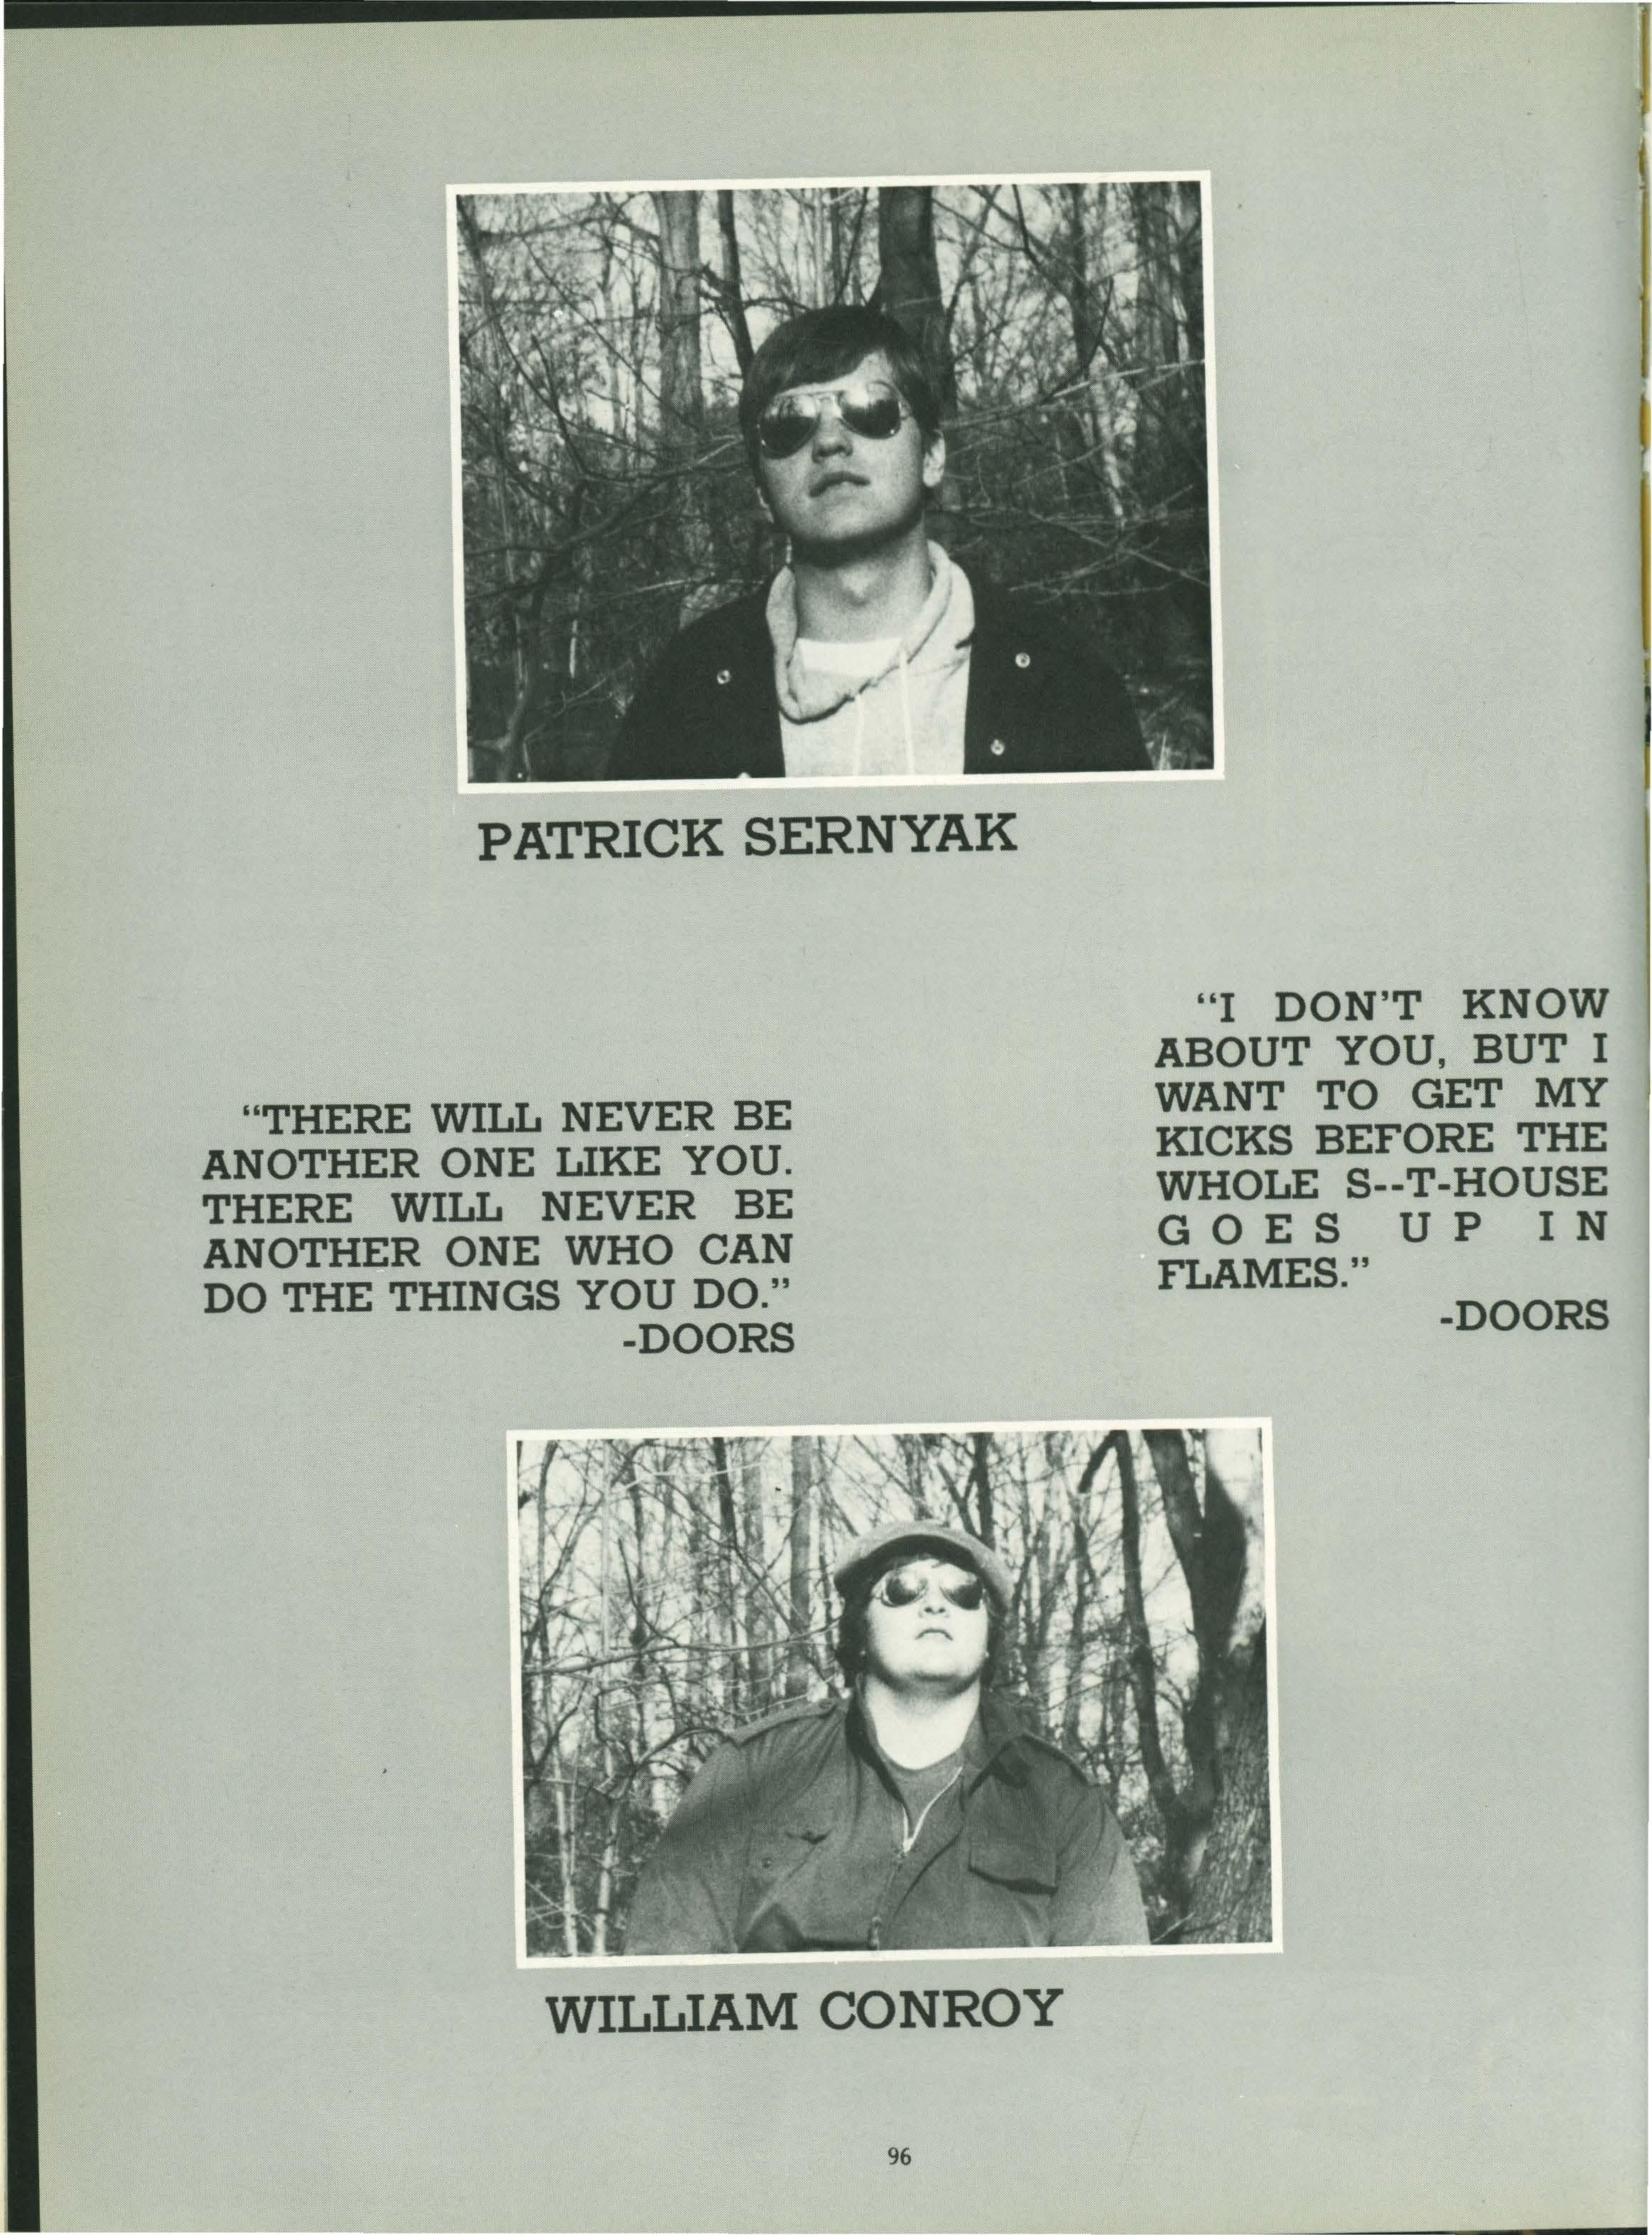 PATRICK SERNYAK
"THERE WILL NEVER BE
ANOTHER ONE LIKE YOU.
THERE WILL NEVER BE
ANOTHER ONE WHO CAN
DO THE THINGS YOU DO."
-DOORS
"I DON'T KNOW
ABOUT YOU, BUT I
WANT TO GET MY
KICKS BEFORE THE
WHOLE S--T-HOUSE
GOES UP IN
FLAMES."
-DOORS
WILLIAM CONROY
96